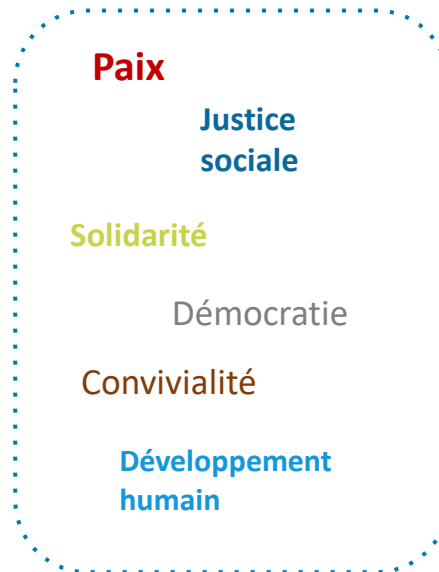 Paix
Justice
sociale
Solidarité
Démocratie
Convivialité
Développement
humain